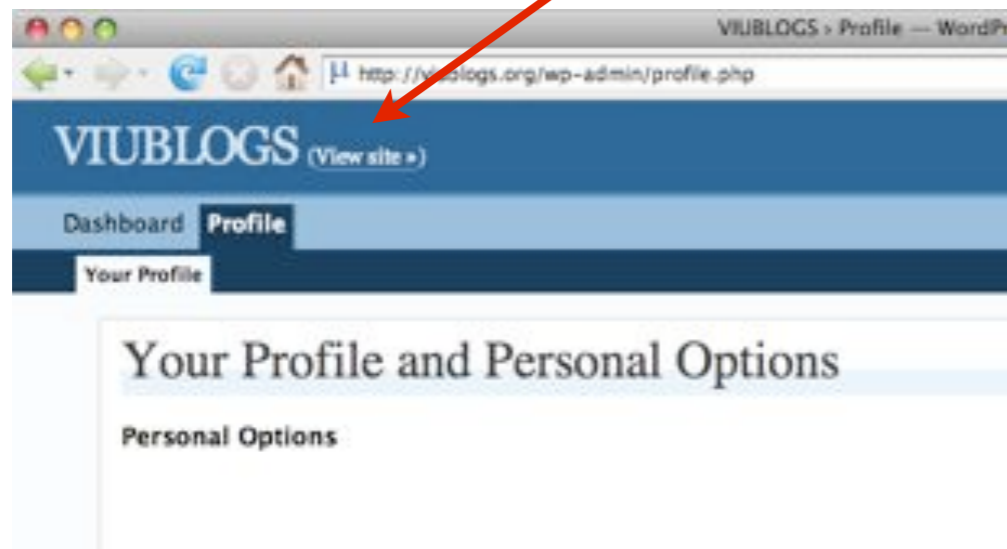 VIUBLOGS › Profile — WordPr
http://viublogs.org/wp-admin/profile.php
VIUBLOGS (View site »)
Dashboard Profile
Your Profile
Your Profile and Personal Options
Personal Options